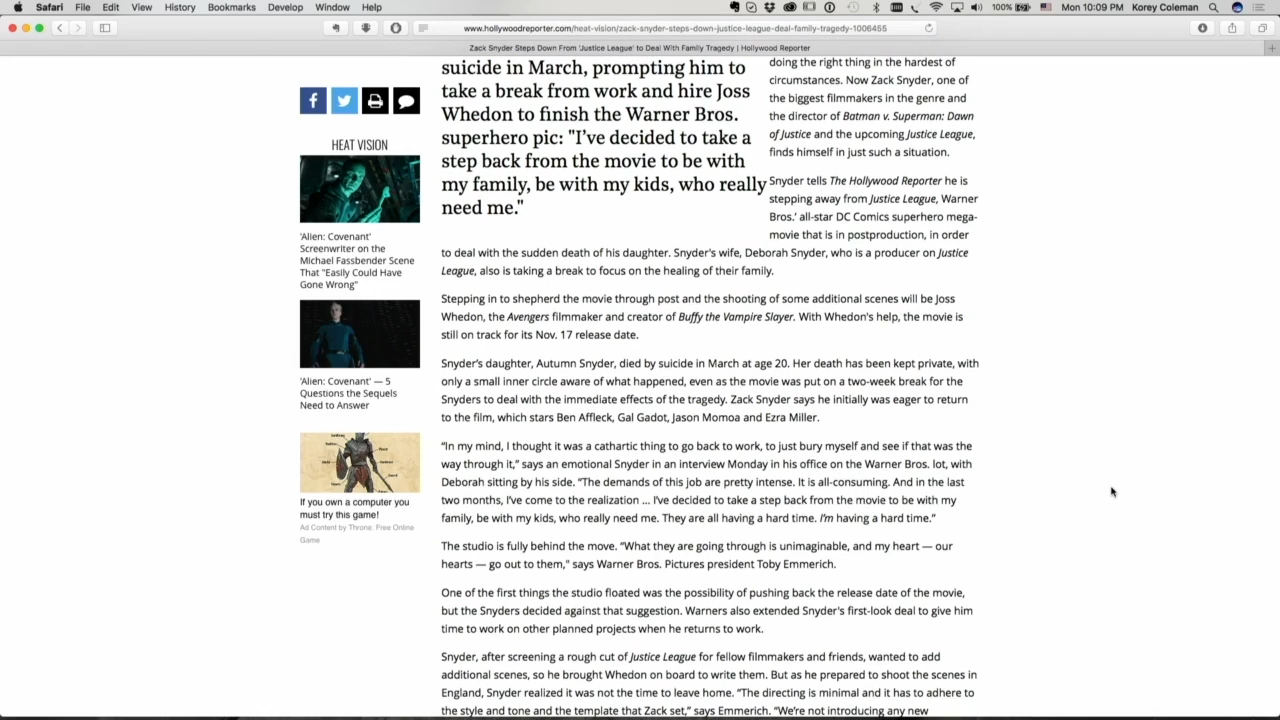 Safari File Edit View History Bookmarks Develop Window Help
100% Mon 10:09 PM Korey Coleman
www.hollywoodreporter.com/heat-vision/zack-snyder-steps-down-justice-league-deal-family-tragedy-1006455
Zack Snyder Steps Down From 'Justice League' to Deal With Family Tragedy | Hollywood Reporter
HEAT VISION
'Alien: Covenant'
Screenwriter on the
Michael Fassbender Scene
That "Easily Could Have
Gone Wrong"
'Alien: Covenant' — 5
Questions the Sequels
Need to Answer
If you own a computer you
must try this game!
Ad Content by Throne: Free Online
Game
suicide in March, prompting him to
take a break from work and hire Joss
Whedon to finish the Warner Bros.
superhero pic: "I've decided to take a
step back from the movie to be with
my family, be with my kids, who really
need me."
doing the right thing in the hardest of
circumstances. Now Zack Snyder, one of
the biggest filmmakers in the genre and
the director of Batman v. Superman: Dawn
of Justice and the upcoming Justice League,
finds himself in just such a situation.
Snyder tells The Hollywood Reporter he is
stepping away from Justice League, Warner
Bros.' all-star DC Comics superhero mega-
movie that is in postproduction, in order
to deal with the sudden death of his daughter. Snyder's wife, Deborah Snyder, who is a producer on Justice
League, also is taking a break to focus on the healing of their family.
Stepping in to shepherd the movie through post and the shooting of some additional scenes will be Joss
Whedon, the Avengers filmmaker and creator of Buffy the Vampire Slayer. With Whedon's help, the movie is
still on track for its Nov. 17 release date.
Snyder's daughter, Autumn Snyder, died by suicide in March at age 20. Her death has been kept private, with
only a small inner circle aware of what happened, even as the movie was put on a two-week break for the
Snyders to deal with the immediate effects of the tragedy. Zack Snyder says he initially was eager to return
to the film, which stars Ben Affleck, Gal Gadot, Jason Momoa and Ezra Miller.
“In my mind, I thought it was a cathartic thing to go back to work, to just bury myself and see if that was the
way through it,” says an emotional Snyder in an interview Monday in his office on the Warner Bros. lot, with
Deborah sitting by his side. “The demands of this job are pretty intense. It is all-consuming. And in the last
two months, I’ve come to the realization ... I’ve decided to take a step back from the movie to be with my
family, be with my kids, who really need me. They are all having a hard time. I’m having a hard time.”
The studio is fully behind the move. “What they are going through is unimaginable, and my heart — our
hearts — go out to them," says Warner Bros. Pictures president Toby Emmerich.
One of the first things the studio floated was the possibility of pushing back the release date of the movie,
but the Snyders decided against that suggestion. Warners also extended Snyder’s first-look deal to give him
time to work on other planned projects when he returns to work.
Snyder, after screening a rough cut of Justice League for fellow filmmakers and friends, wanted to add
additional scenes, so he brought Whedon on board to write them. But as he prepared to shoot the scenes in
England, Snyder realized it was not the time to leave home. “The directing is minimal and it has to adhere to
the style and tone and the template that Zack set,” says Emmerich. “We're not introducing any new